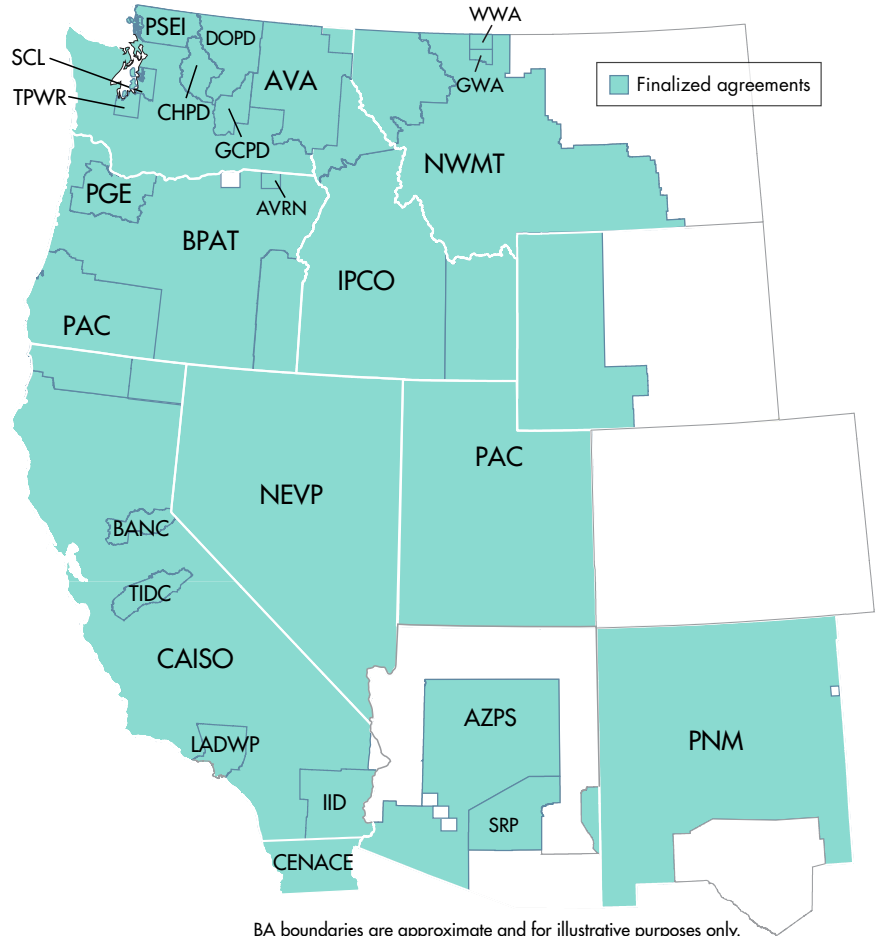 WWA
PSEI
DOPD
SCL
AVA
Finalized agreements
GWA
TPWR
CHPD
GCPD
NWMT
PGE
AVRN
BPAT
IPCO
PAC
PAC
NEVP
BANC
TIDC
CAISO
AZPS
LADWP
PNM
IID
SRP
CENACE
BA boundaries are approximate and for illustrative purposes only.